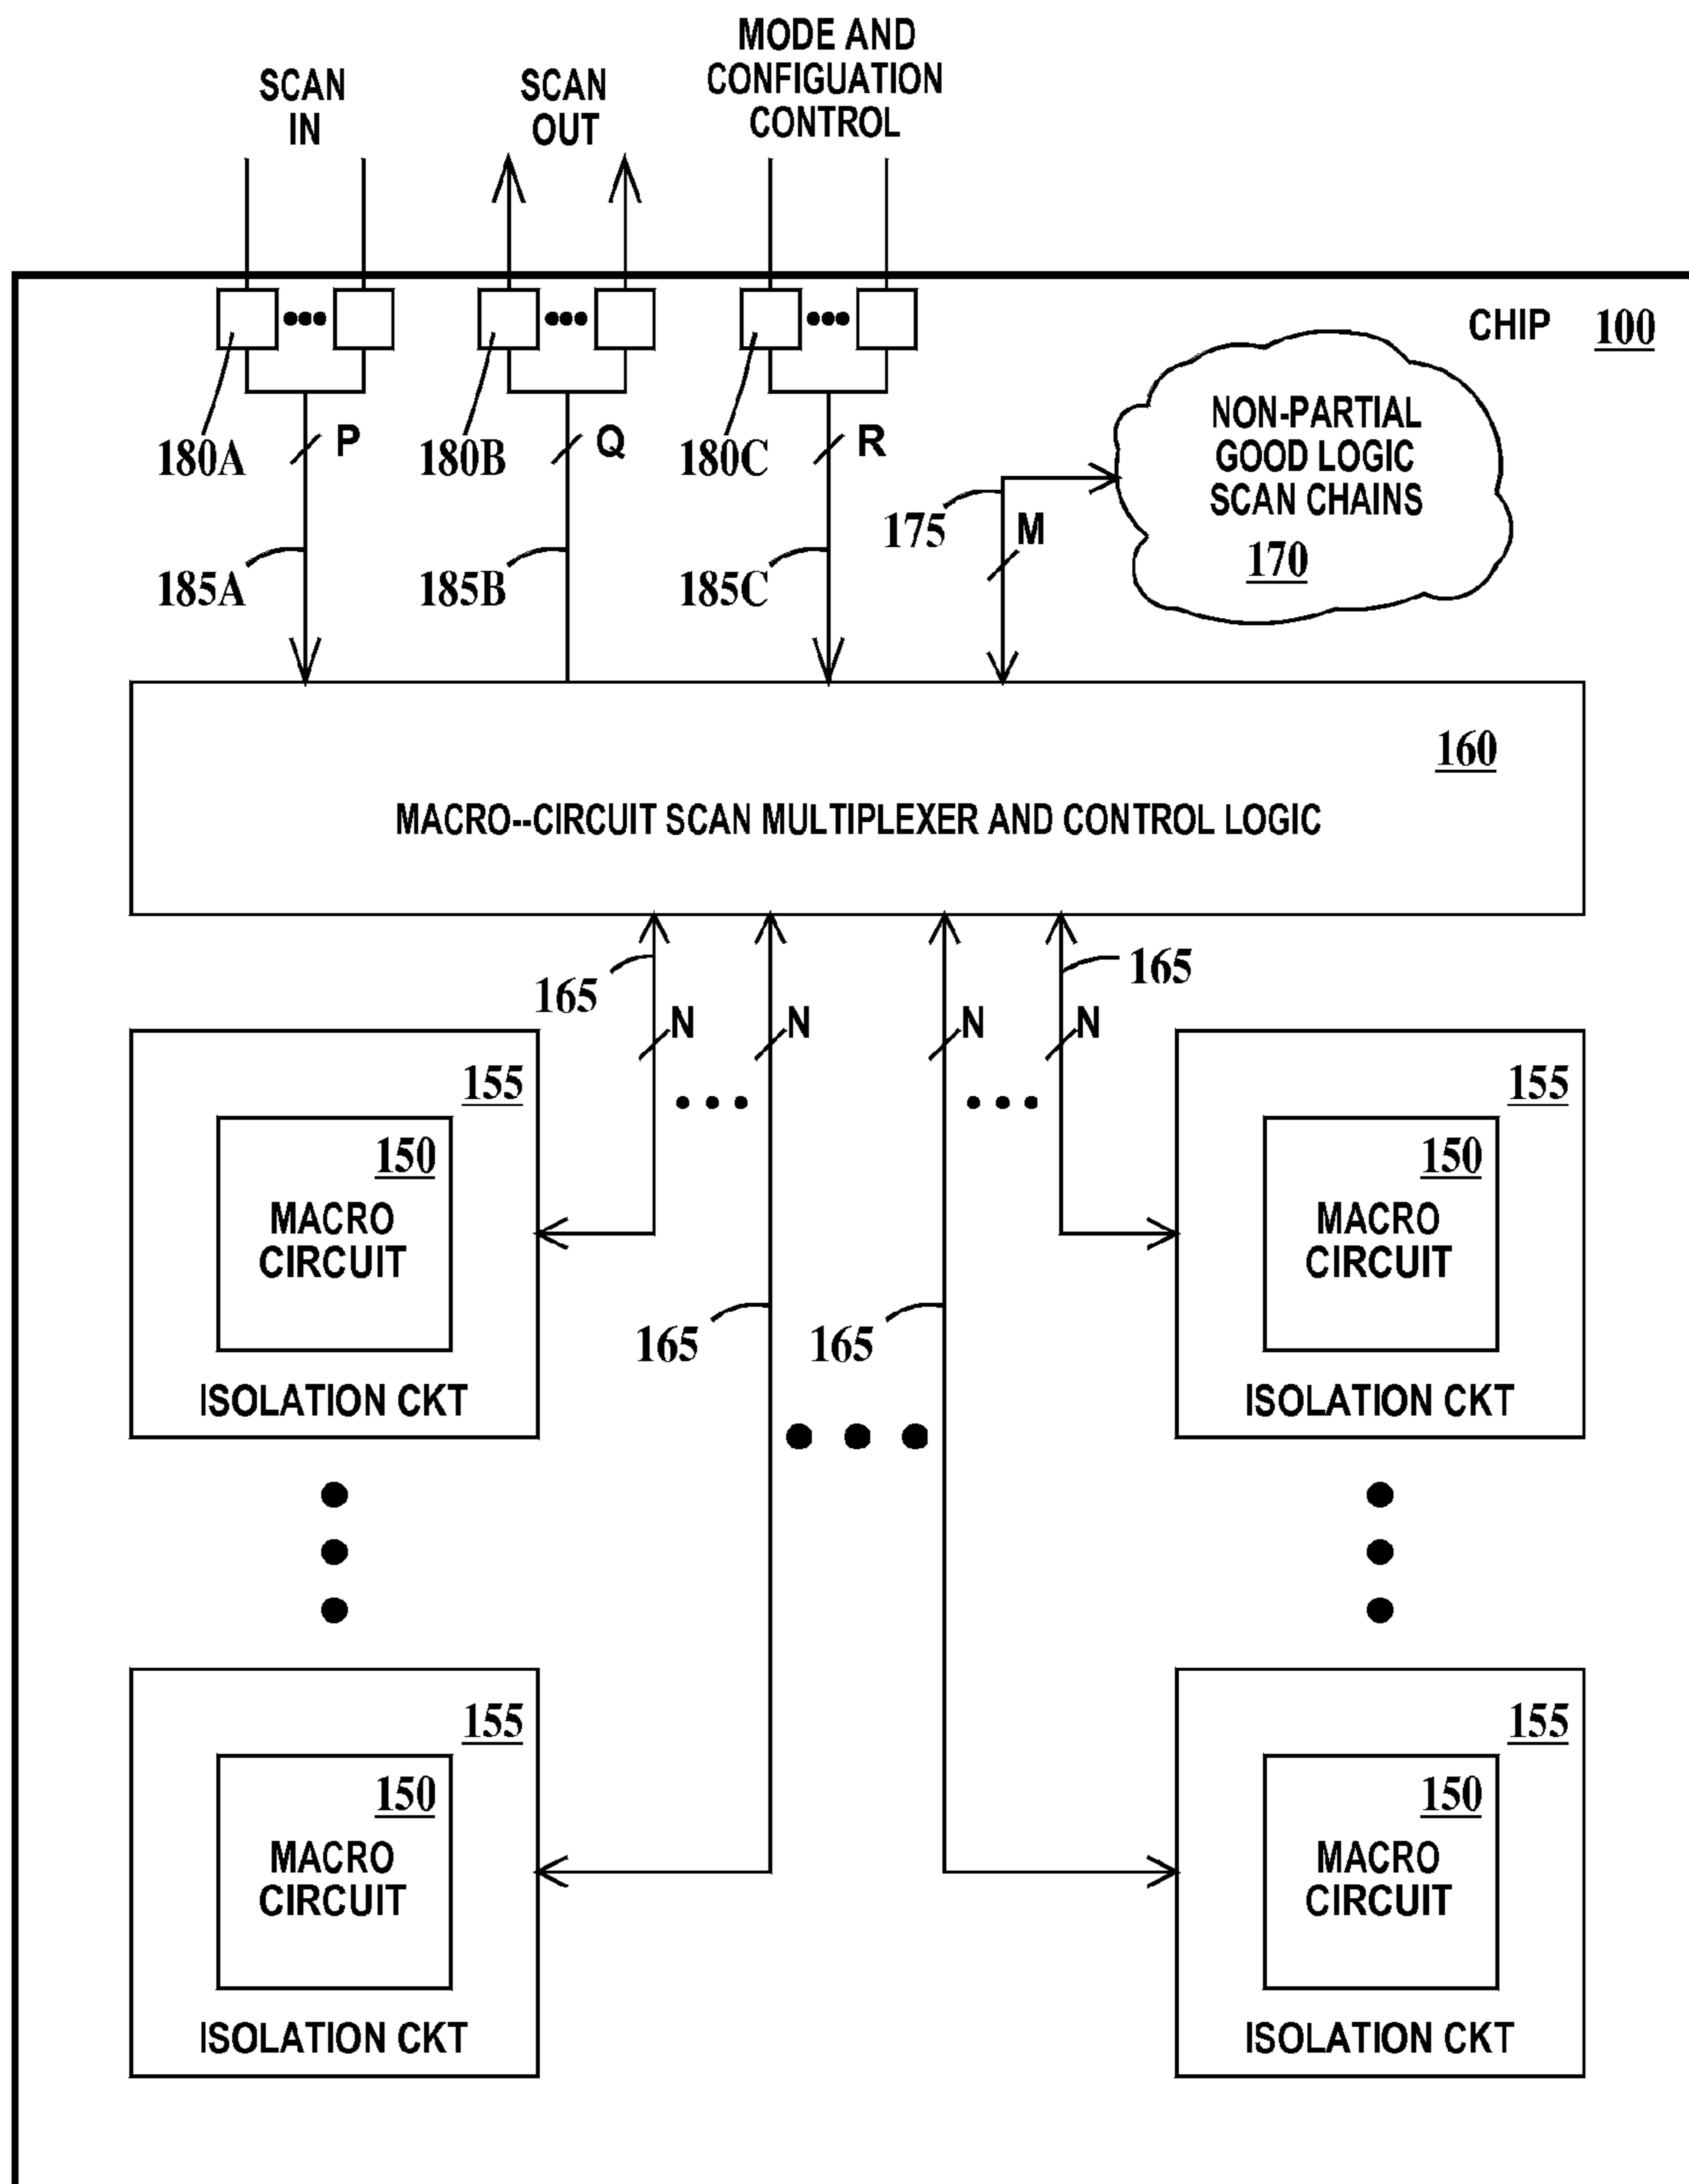 SCAN
IN
SCAN
OUT
MODE AND
CONFIGUATION
CONTROL
CHIP 100
180A
P
180B
Q
180C
R
175
M
NON-PARTIAL
GOOD LOGIC
SCAN CHAINS
170
185A
185B
185C
160
MACRO--CIRCUIT SCAN MULTIPLEXER AND CONTROL LOGIC
165
165
N
N
N
N
155
150
MACRO
CIRCUIT
ISOLATION CKT
155
150
MACRO
CIRCUIT
ISOLATION CKT
165
165
155
150
MACRO
CIRCUIT
ISOLATION CKT
155
150
MACRO
CIRCUIT
ISOLATION CKT